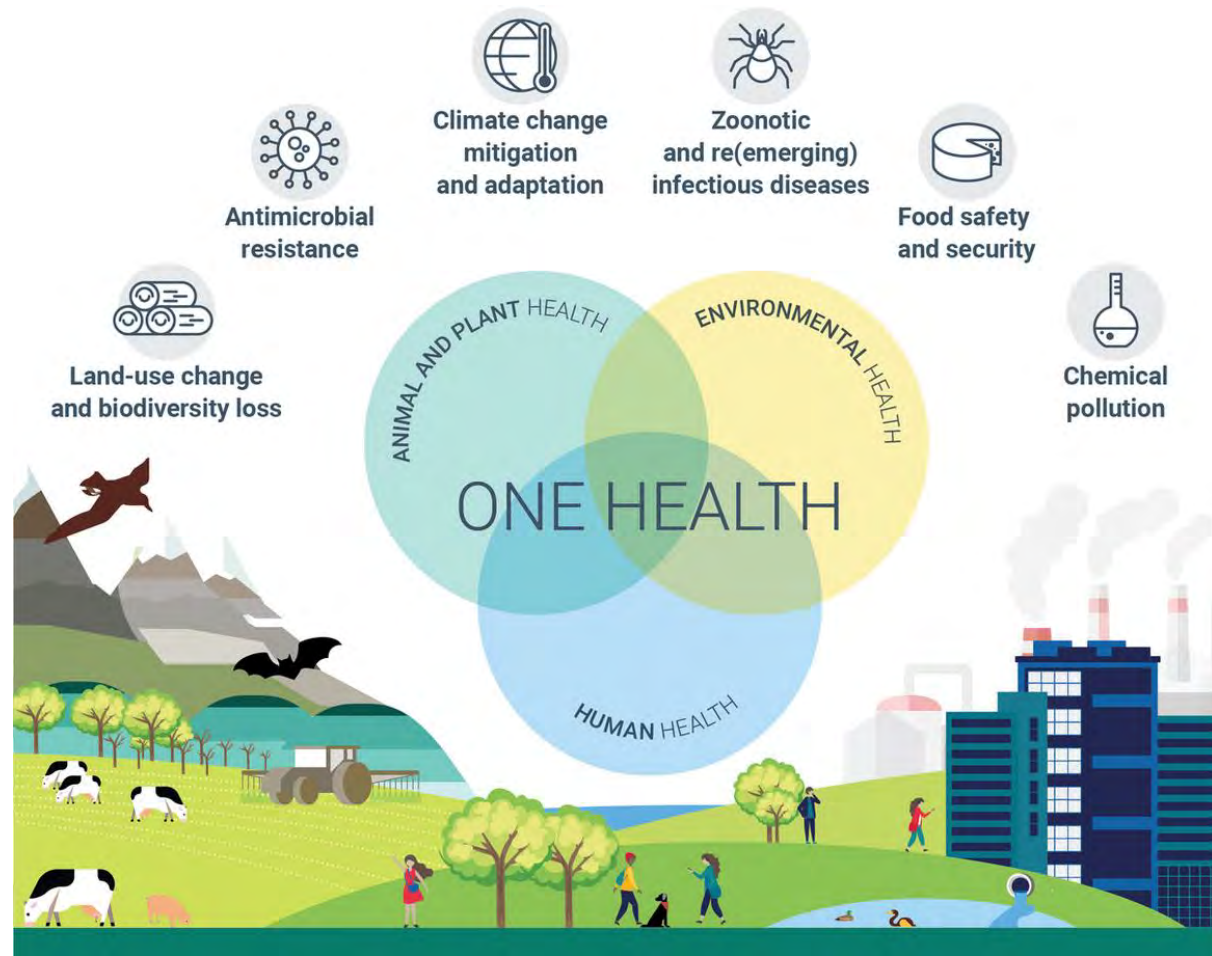 Climate change
mitigation
and adaptation
Zoonotic
and re(emerging)
infectious diseases
Antimicrobial
resistance
Food safety
and security
Land-use change
and biodiversity loss
Chemical
pollution
ANIMAL AND PLANT HEALTH
ENVIRONMENTAL HEALTH
ONE HEALTH
HUMAN HEALTH